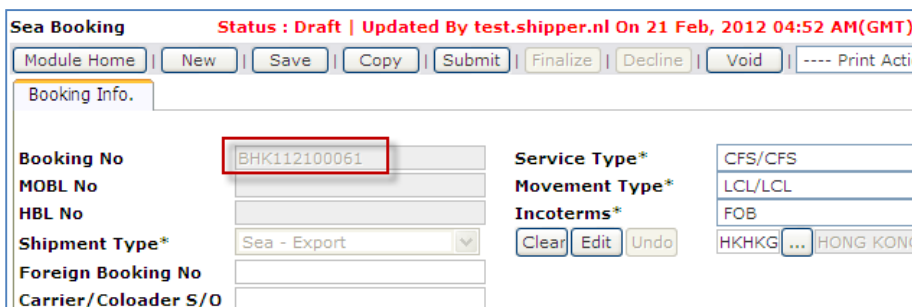 Sea Booking Status : Draft | Updated By test.shipper.nl On 21 Feb, 2012 04:52 AM(GMT)
Module Home | New | Save | Copy | Submit | Finalize | Decline | Void | ---- Print Acti
Booking Info.
Booking No BHK112100061 Service Type* CFS/CFS
MOBL No Movement Type* LCL/LCL
HBL No Incoterms* FOB
Shipment Type* Sea - Export Clear Edit Undo HKHKG ... HONG KONG
Foreign Booking No
Carrier/Coloader S/O